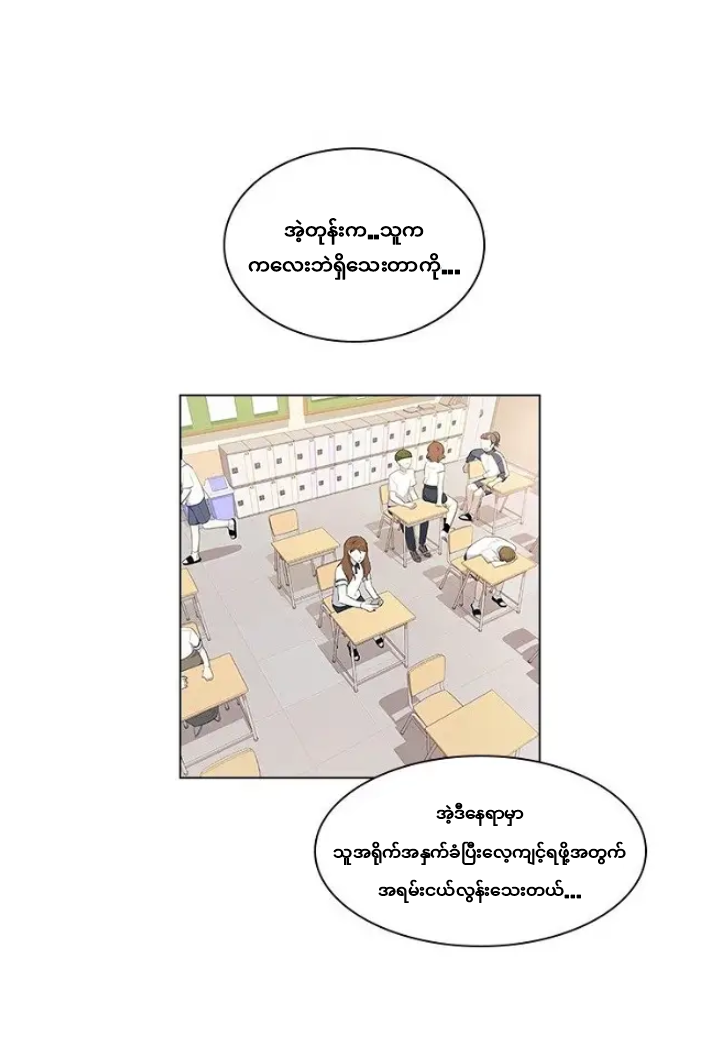 အဲ့တုန်းက..သူက
ကလေးဘဲရှိသေးတာကို...
အဲ့ဒီနေရာမှာ
သူအရိုက်အနှက်ခံပြီးလေ့ကျင့်ရဖို့အတွက်
အရမ်းငယ်လွန်းသေးတယ်...